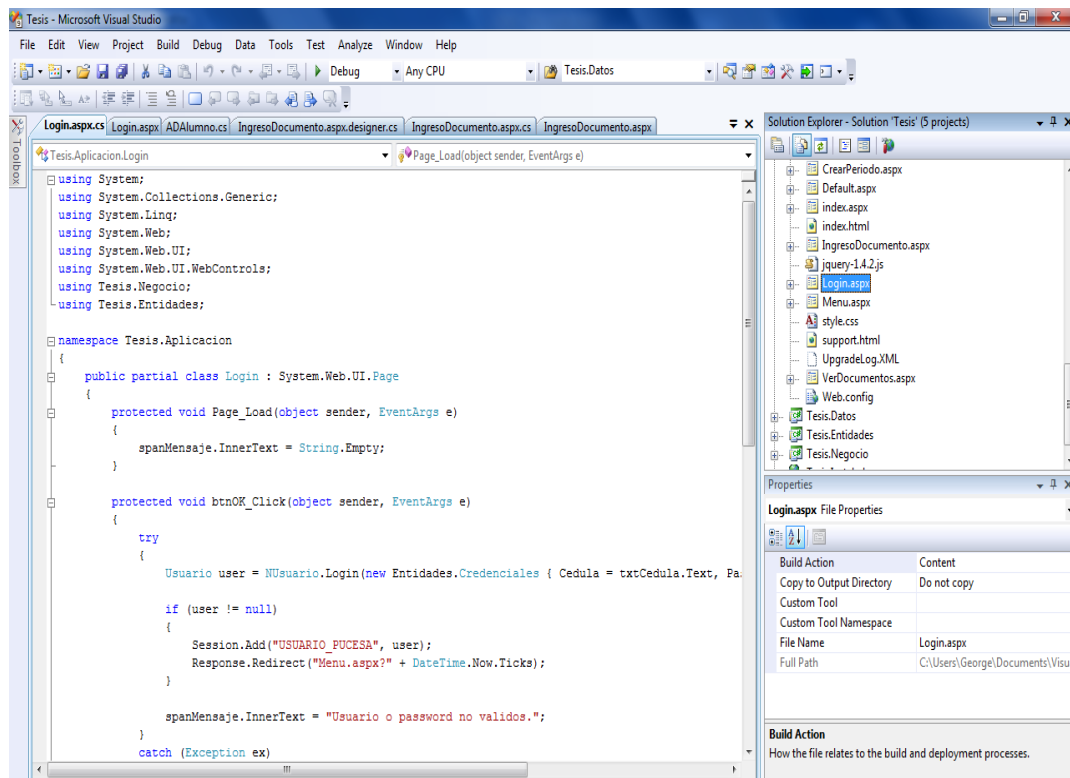 Tesis - Microsoft Visual Studio
File Edit View Project Build Debug Data Tools Test Analyze Window Help
Debug Any CPU Tesis.Datos
Toolbox
Login.aspx.cs Login.aspx ADAlumno.cs IngresoDocumento.aspx.designer.cs IngresoDocumento.aspx.cs IngresoDocumento.aspx
Tesis.Aplicacion.Login Page_Load(object sender, EventArgs e)
using System;
using System.Collections.Generic;
using System.Linq;
using System.Web;
using System.Web.UI;
using System.Web.UI.WebControls;
using Tesis.Negocio;
using Tesis.Entidades;
namespace Tesis.Aplicacion
{
public partial class Login : System.Web.UI.Page
{
protected void Page_Load(object sender, EventArgs e)
{
spanMensaje.InnerText = String.Empty;
}
protected void btnOK_Click(object sender, EventArgs e)
{
try
{
Usuario user = NUsuario.Login(new Entidades.Credenciales { Cedula = txtCedula.Text, Pa
if (user != null)
{
Session.Add("USUARIO_PUCESA", user);
Response.Redirect("Menu.aspx?" + DateTime.Now.Ticks);
}
spanMensaje.InnerText = "Usuario o password no validos.";
}
catch (Exception ex)
Solution Explorer - Solution 'Tesis' (5 projects)
CrearPeriodo.aspx
Default.aspx
index.aspx
index.html
IngresoDocumento.aspx
jquery-1.4.2.js
Login.aspx
Menu.aspx
style.css
support.html
UpgradeLog.XML
VerDocumentos.aspx
Web.config
Tesis.Datos
Tesis.Entidades
Tesis.Negocio
Properties
Login.aspx File Properties
Build Action Content
Copy to Output Directory Do not copy
Custom Tool
Custom Tool Namespace
File Name Login.aspx
Full Path C:\Users\George\Documents\Visu
Build Action
How the file relates to the build and deployment processes.